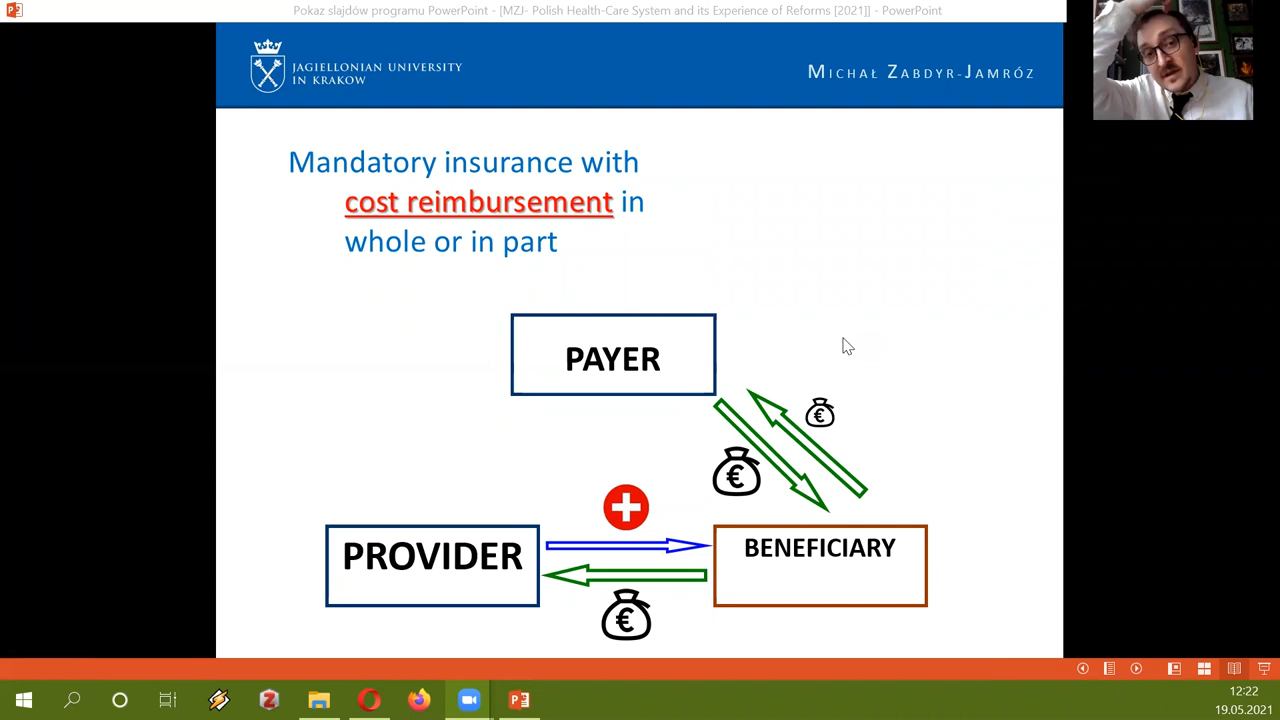 Pokaz slajdów programu PowerPoint - [MZJ- Polish Health-Care System and its Experience of Reforms [2021]] - PowerPoint
JAGIELLONIAN UNIVERSITY
IN KRAKOW
MICHAŁ ZABDYR-JAMRÓZ
Mandatory insurance with
cost reimbursement in
whole or in part
PAYER
€
€
PROVIDER
BENEFICIARY
€
12:22
19.05.2021